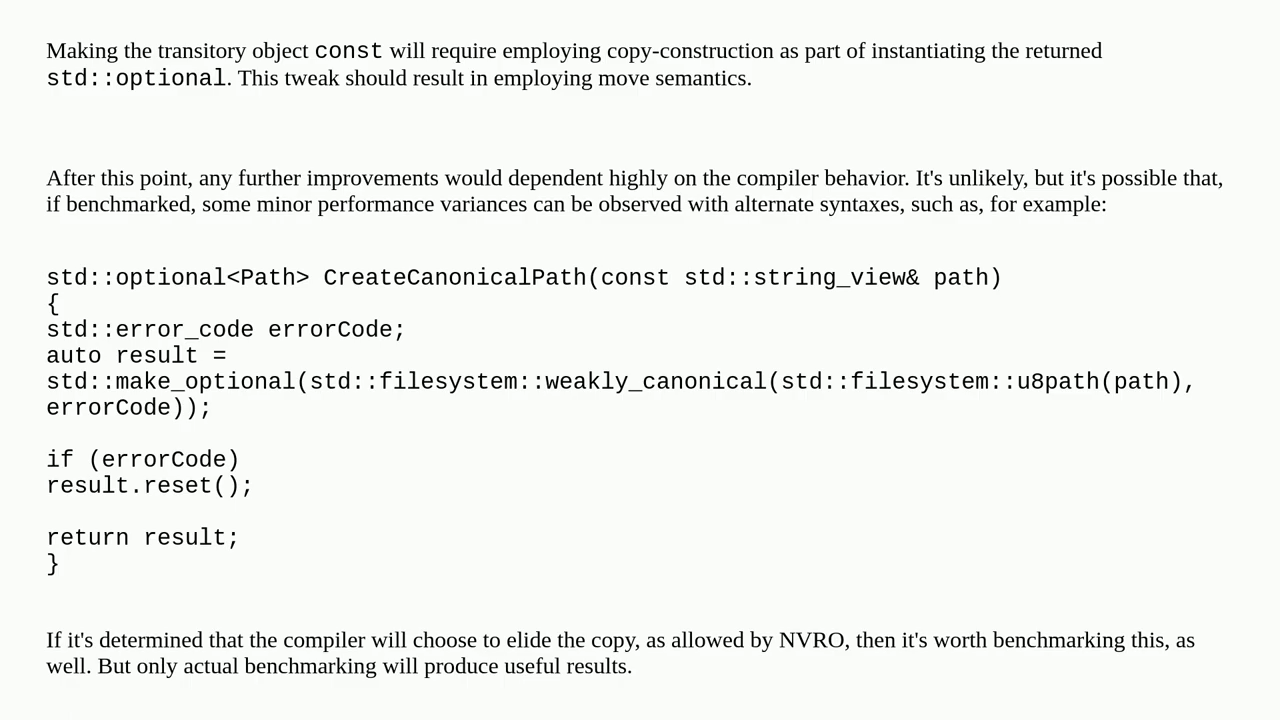 Making the transitory object const will require employing copy-construction as part of instantiating the returned
std::optional. This tweak should result in employing move semantics.
After this point, any further improvements would dependent highly on the compiler behavior. It's unlikely, but it's possible that,
if benchmarked, some minor performance variances can be observed with alternate syntaxes, such as, for example:
std::optional<Path> CreateCanonicalPath(const std::string_view& path)
{
std::error_code errorCode;
auto result =
std::make_optional(std::filesystem::weakly_canonical(std::filesystem::u8path(path),
errorCode));
if (errorCode)
result.reset();
return result;
}
If it's determined that the compiler will choose to elide the copy, as allowed by NVRO, then it's worth benchmarking this, as
well. But only actual benchmarking will produce useful results.